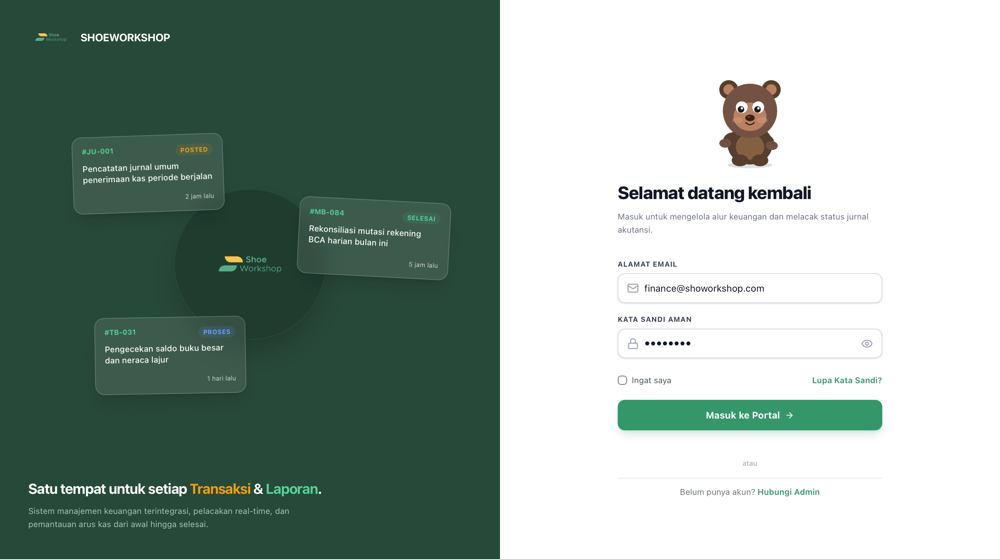 Shoe
Workshop
SHOEWORKSHOP
#JU-001
POSTED
Pencatatan jurnal umum
penerimaan kas periode berjalan
2 jam lalu
#MB-084
SELESAI
Rekonsiliasi mutasi rekening
BCA harian bulan ini
5 jam lalu
Shoe
Workshop
#TB-031
PROSES
Pengecekan saldo buku besar
dan neraca lajur
1 hari lalu
Satu tempat untuk setiap Transaksi & Laporan.
Sistem manajemen keuangan terintegrasi, pelacakan real-time, dan
pemantauan arus kas dari awal hingga selesai.
Selamat datang kembali
Masuk untuk mengelola alur keuangan dan melacak status jurnal
akutansi.
ALAMAT EMAIL
finance@showorkshop.com
KATA SANDI AMAN
••••••••
Ingat saya
Lupa Kata Sandi?
Masuk ke Portal →
atau
Belum punya akun? Hubungi Admin